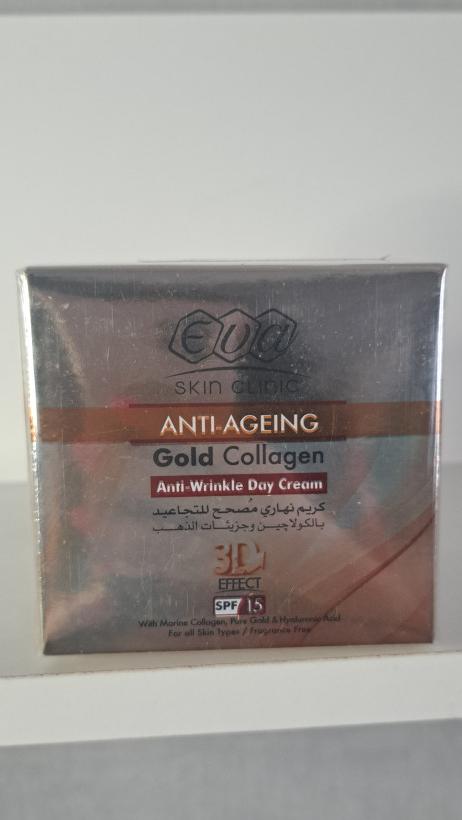 Eva
SKIN CLINIC
ANTI-AGEING
Gold Collagen
Anti-Wrinkle Day Cream
كريم نهاري مُصحح للتجاعيد
بالكولاچين وجزيئات الذهب
3D
EFFECT
SPF 15
With Marine Collagen, Pure Gold & Hyaluronic Acid
For all Skin Types / Fragrance Free